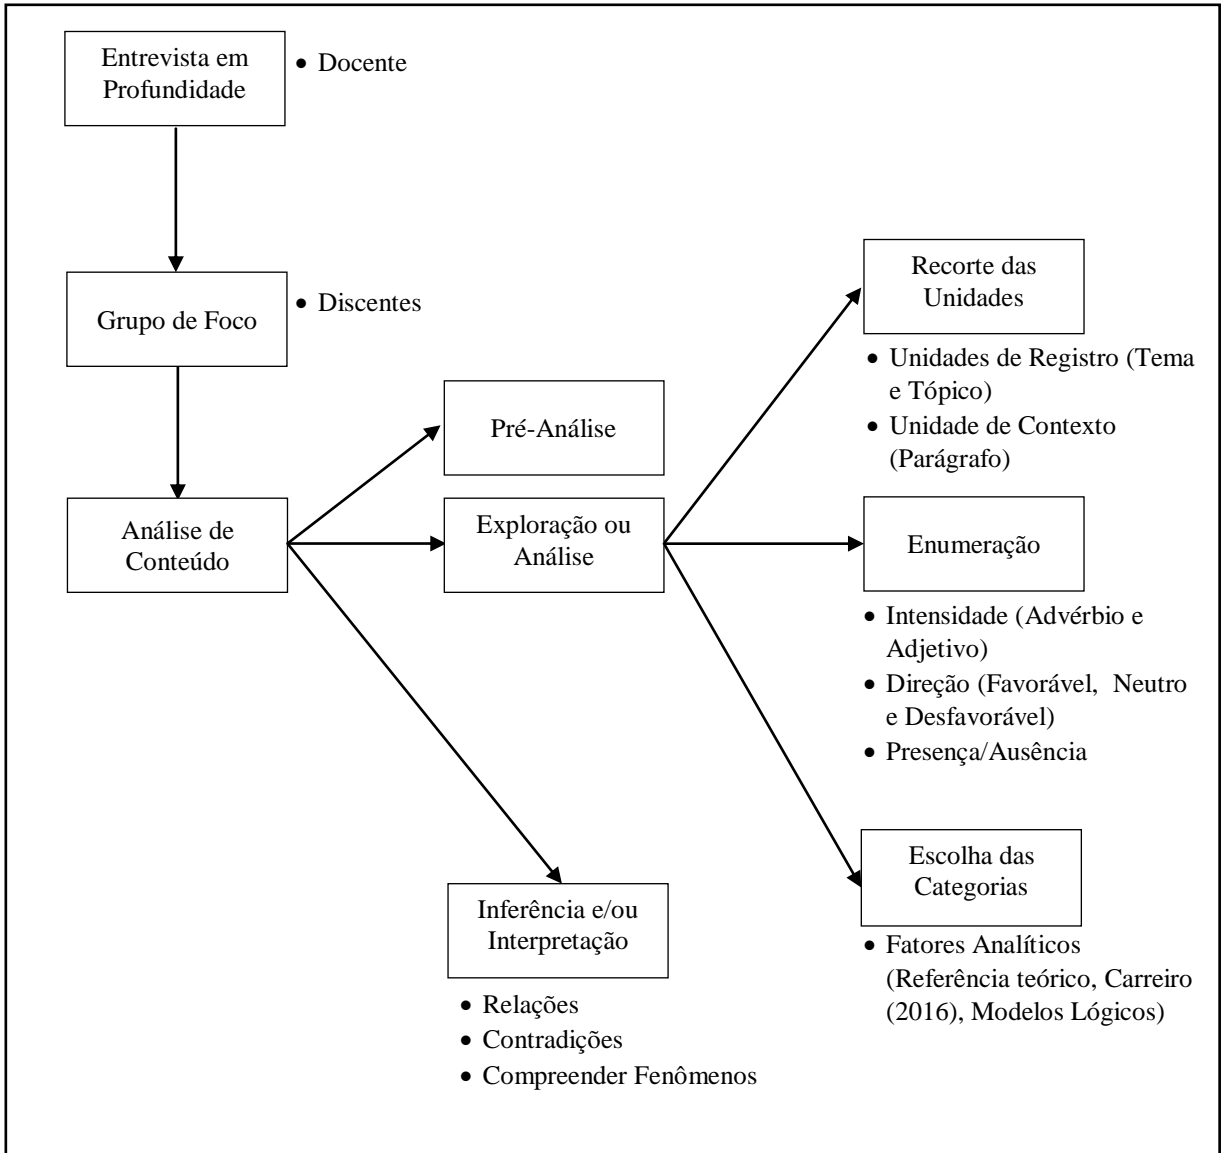 Entrevista em
Profundidade
• Docente
Grupo de Foco
• Discentes
Análise de
Conteúdo
Pré-Análise
Exploração ou
Análise
Inferência e/ou
Interpretação
• Relações
• Contradições
• Compreender Fenômenos
Recorte das
Unidades
• Unidades de Registro (Tema
e Tópico)
• Unidade de Contexto
(Parágrafo)
Enumeração
• Intensidade (Advérbio e
Adjetivo)
• Direção (Favorável,  Neutro
e Desfavorável)
• Presença/Ausência
Escolha das
Categorias
• Fatores Analíticos
(Referência teórico, Carreiro
(2016), Modelos Lógicos)